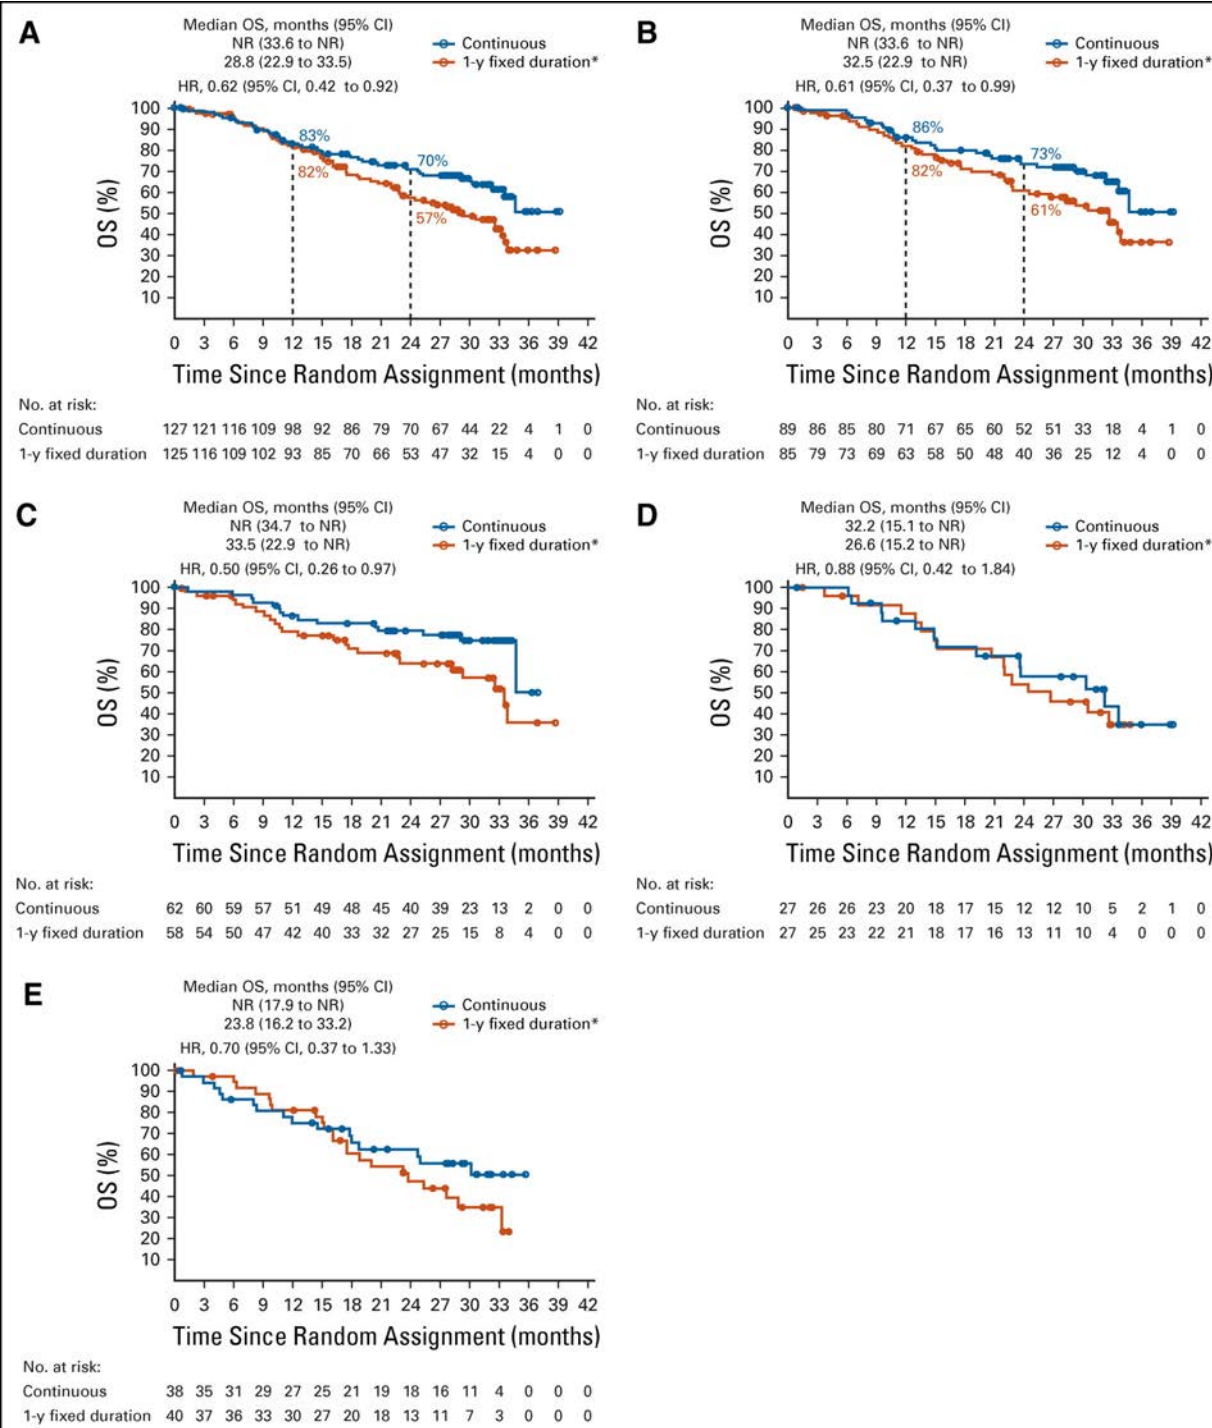 A
Median OS, months (95% CI)
NR (33.6 to NR)
28.8 (22.9 to 33.5)
HR, 0.62 (95% CI, 0.42 to 0.92)
Continuous
1-y fixed duration*
100
90
80
70
60
50
40
30
20
10
OS (%)
83%
82%
70%
57%
0 3 6 9 12 15 18 21 24 27 30 33 36 39 42
Time Since Random Assignment (months)
No. at risk:
Continuous 127 121 116 109 98 92 86 79 70 67 44 22 4 1 0
1-y fixed duration 125 116 109 102 93 85 70 66 53 47 32 15 4 0 0
B
Median OS, months (95% CI)
NR (33.6 to NR)
32.5 (22.9 to NR)
HR, 0.61 (95% CI, 0.37 to 0.99)
Continuous
1-y fixed duration*
100
90
80
70
60
50
40
30
20
10
OS (%)
86%
82%
73%
61%
0 3 6 9 12 15 18 21 24 27 30 33 36 39 42
Time Since Random Assignment (months)
No. at risk:
Continuous 89 86 85 80 71 67 65 60 52 51 33 18 4 1 0
1-y fixed duration 85 79 73 69 63 58 50 48 40 36 25 12 4 0 0
C
Median OS, months (95% CI)
NR (34.7 to NR)
33.5 (22.9 to NR)
HR, 0.50 (95% CI, 0.26 to 0.97)
Continuous
1-y fixed duration*
100
90
80
70
60
50
40
30
20
10
OS (%)
0 3 6 9 12 15 18 21 24 27 30 33 36 39 42
Time Since Random Assignment (months)
No. at risk:
Continuous 62 60 59 57 51 49 48 45 40 39 23 13 2 0 0
1-y fixed duration 58 54 50 47 42 40 33 32 27 25 15 8 4 0 0
D
Median OS, months (95% CI)
32.2 (15.1 to NR)
26.6 (15.2 to NR)
HR, 0.88 (95% CI, 0.42 to 1.84)
Continuous
1-y fixed duration*
100
90
80
70
60
50
40
30
20
10
OS (%)
0 3 6 9 12 15 18 21 24 27 30 33 36 39 42
Time Since Random Assignment (months)
No. at risk:
Continuous 27 26 26 23 20 18 17 15 12 12 10 5 2 1 0
1-y fixed duration 27 25 23 22 21 18 17 16 13 11 10 4 0 0 0
E
Median OS, months (95% CI)
NR (17.9 to NR)
23.8 (16.2 to 33.2)
HR, 0.70 (95% CI, 0.37 to 1.33)
Continuous
1-y fixed duration*
100
90
80
70
60
50
40
30
20
10
OS (%)
0 3 6 9 12 15 18 21 24 27 30 33 36 39 42
Time Since Random Assignment (months)
No. at risk:
Continuous 38 35 31 29 27 25 21 19 18 16 11 4 0 0 0
1-y fixed duration 40 37 36 33 30 27 20 18 13 11 7 3 0 0 0